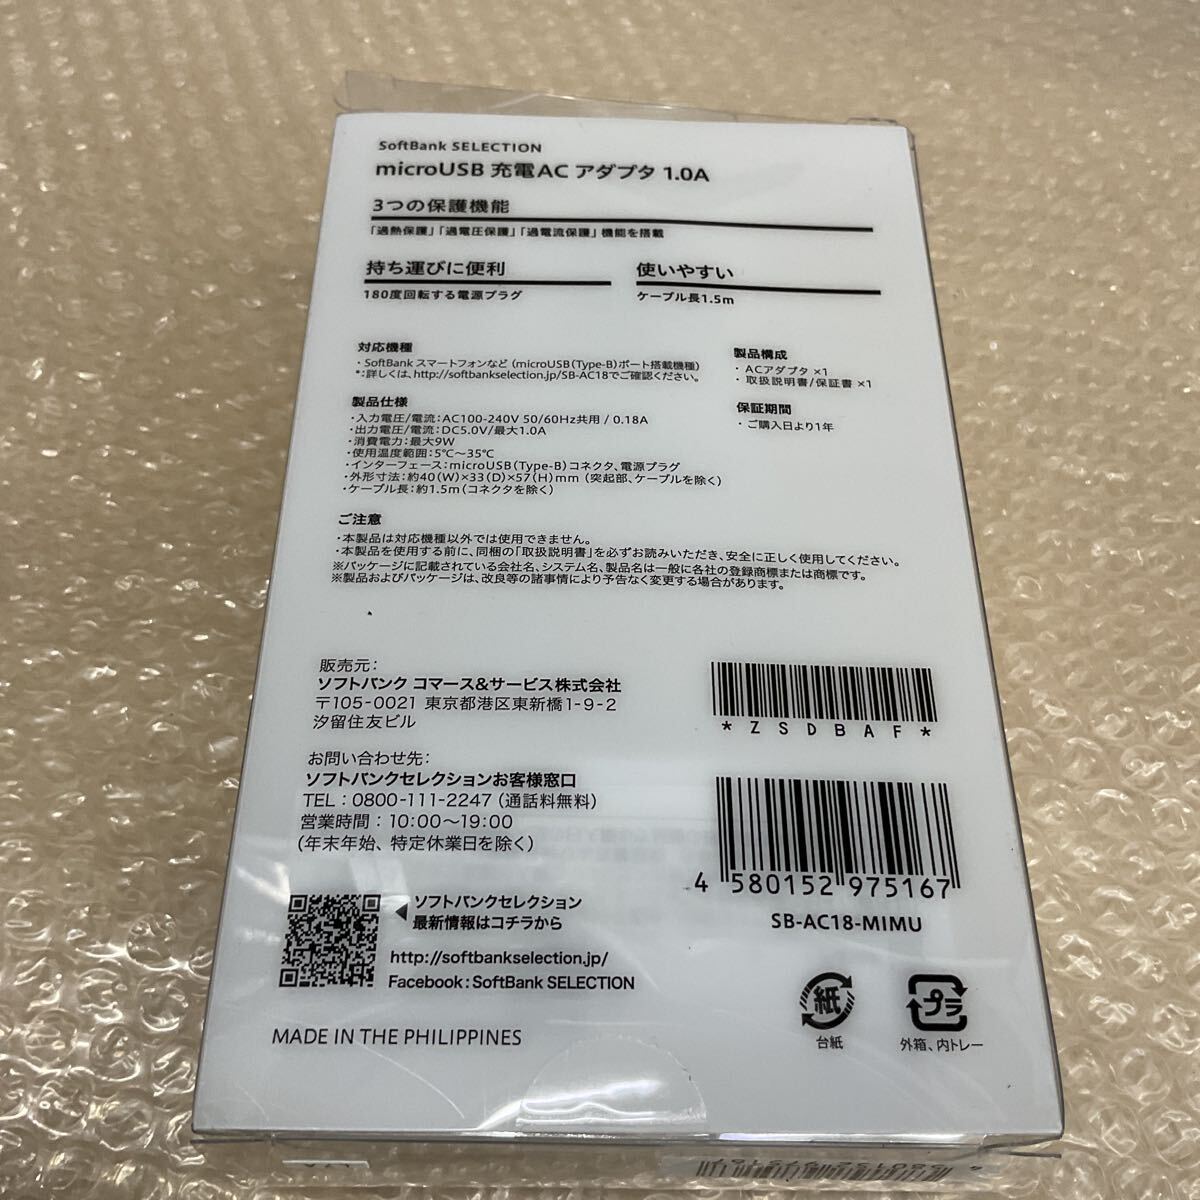 SoftBank SELECTION
microUSB 充電AC アダプタ 1.0A
3つの保護機能
「過熱保護」「過電圧保護」「過電流保護」機能を搭載
持ち運びに便利
180度回転する電源プラグ
使いやすい
ケーブル長1.5m
対応機種
・SoftBank スマートフォンなど (microUSB(Type-B)ポート搭載機種)
*:詳しくは、http://softbankselection.jp/SB-AC18でご確認ください。
製品構成
・ACアダプタ ×1
・取扱説明書/保証書 ×1
保証期間
・ご購入日より1年
製品仕様
・入力電圧/電流:AC100-240V 50/60Hz共用 / 0.18A
・出力電圧/電流:DC5.0V/最大1.0A
・消費電力:最大9W
・使用温度範囲:5℃～35℃
・インターフェース:microUSB(Type-B)コネクタ、電源プラグ
・外形寸法:約40(W)×33(D)×57(H)mm (突起部、ケーブルを除く)
・ケーブル長:約1.5m(コネクタを除く)
ご注意
・本製品は対応機種以外では使用できません。
・本製品を使用する前に、同梱の「取扱説明書」を必ずお読みいただき、安全に正しく使用してください。
※パッケージに記載されている会社名、システム名、製品名は一般に各社の登録商標または商標です。
※製品およびパッケージは、改良等の諸事情により予告なく変更する場合があります。
販売元:
ソフトバンク コマース&サービス株式会社
〒105-0021 東京都港区東新橋1-9-2
汐留住友ビル
お問い合わせ先:
ソフトバンクセレクションお客様窓口
TEL:0800-111-2247 (通話料無料)
営業時間:10:00～19:00
(年末年始、特定休業日を除く)
*ZSDBAF*
4 580152 975167
SB-AC18-MIMU
ソフトバンクセレクション
最新情報はコチラから
http://softbankselection.jp/
Facebook:SoftBank SELECTION
MADE IN THE PHILIPPINES
紙
台紙
プラ
外箱、内トレー